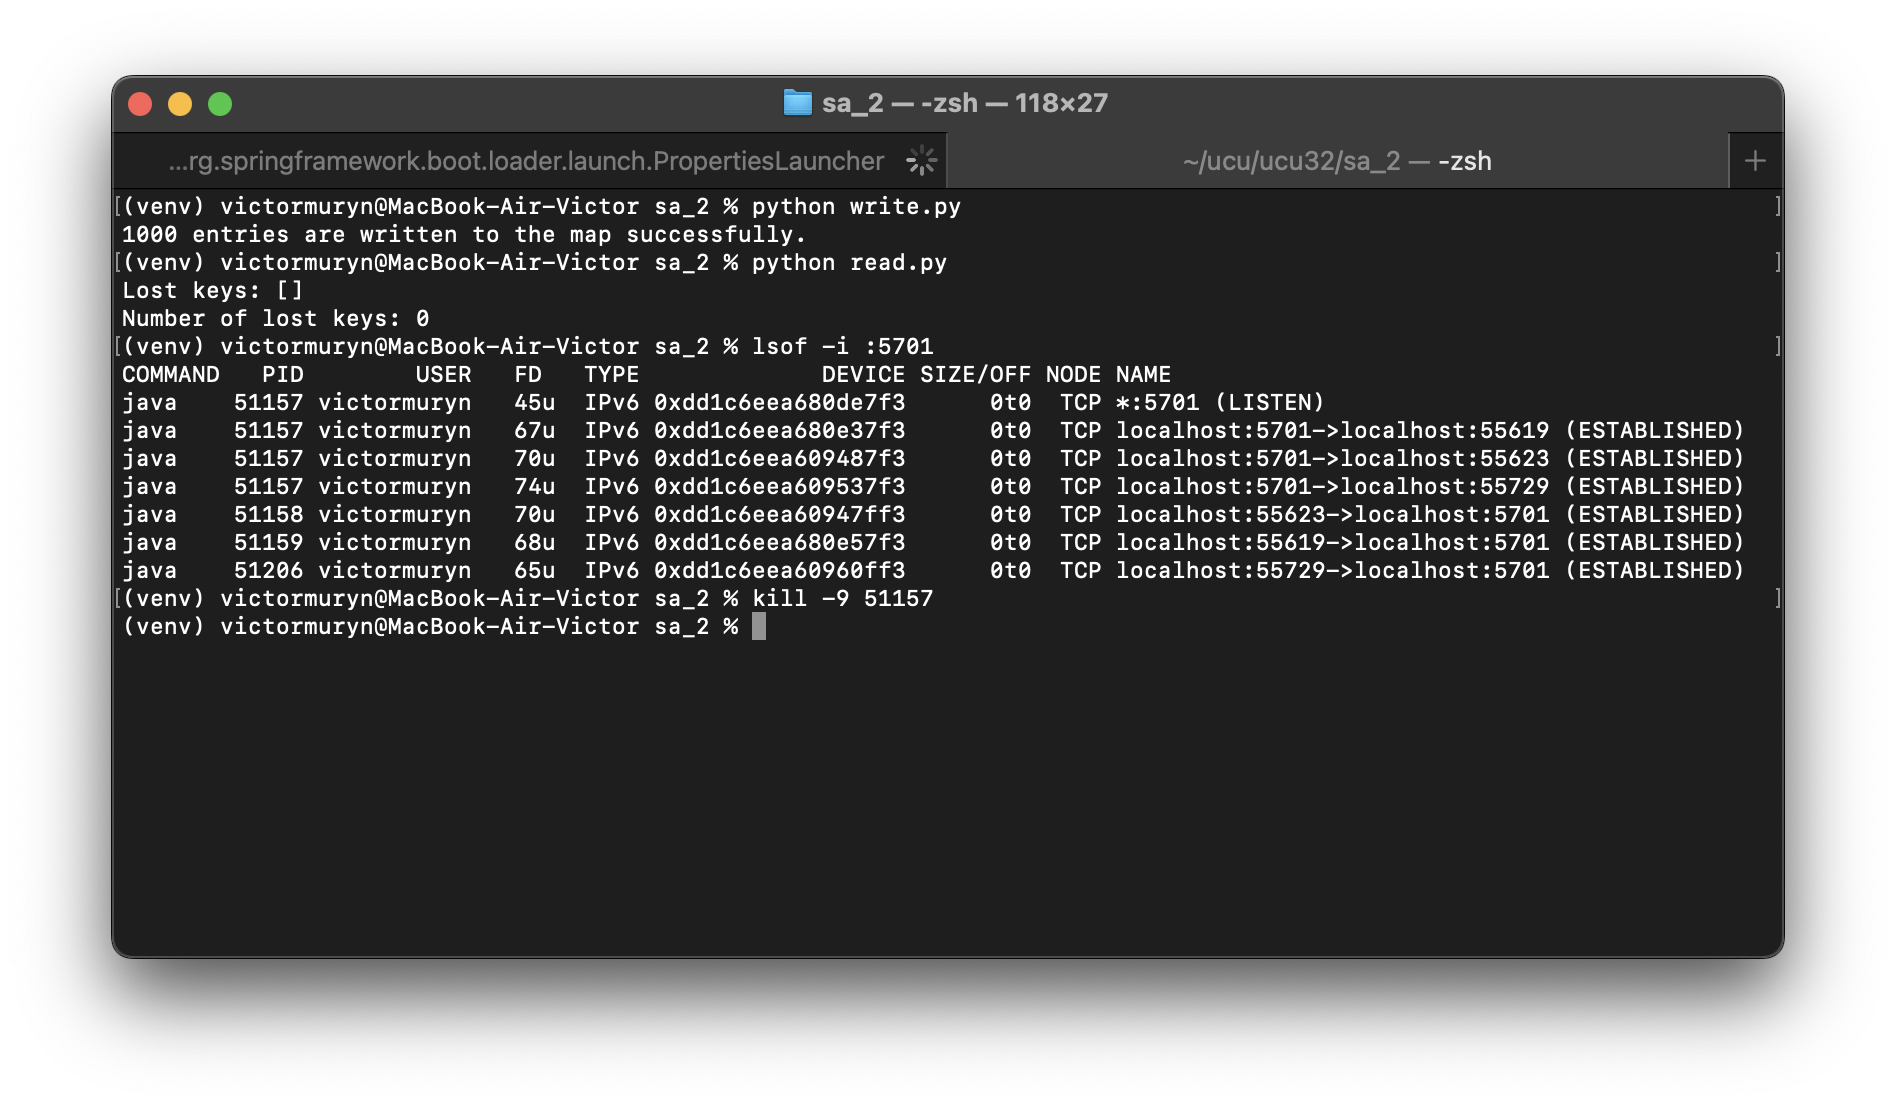 sa_2 — -zsh — 118×27
...rg.springframework.boot.loader.launch.PropertiesLauncher
~/ucu/ucu32/sa_2 — -zsh
+
[(venv) victormuryn@MacBook-Air-Victor sa_2 % python write.py ]
1000 entries are written to the map successfully.
[(venv) victormuryn@MacBook-Air-Victor sa_2 % python read.py ]
Lost keys: []
Number of lost keys: 0
[(venv) victormuryn@MacBook-Air-Victor sa_2 % lsof -i :5701 ]
COMMAND   PID        USER   FD   TYPE             DEVICE SIZE/OFF NODE NAME
java    51157 victormuryn   45u  IPv6 0xdd1c6eea680de7f3      0t0  TCP *:5701 (LISTEN)
java    51157 victormuryn   67u  IPv6 0xdd1c6eea680e37f3      0t0  TCP localhost:5701->localhost:55619 (ESTABLISHED)
java    51157 victormuryn   70u  IPv6 0xdd1c6eea609487f3      0t0  TCP localhost:5701->localhost:55623 (ESTABLISHED)
java    51157 victormuryn   74u  IPv6 0xdd1c6eea609537f3      0t0  TCP localhost:5701->localhost:55729 (ESTABLISHED)
java    51158 victormuryn   70u  IPv6 0xdd1c6eea60947ff3      0t0  TCP localhost:55623->localhost:5701 (ESTABLISHED)
java    51159 victormuryn   68u  IPv6 0xdd1c6eea680e57f3      0t0  TCP localhost:55619->localhost:5701 (ESTABLISHED)
java    51206 victormuryn   65u  IPv6 0xdd1c6eea60960ff3      0t0  TCP localhost:55729->localhost:5701 (ESTABLISHED)
[(venv) victormuryn@MacBook-Air-Victor sa_2 % kill -9 51157 ]
(venv) victormuryn@MacBook-Air-Victor sa_2 %